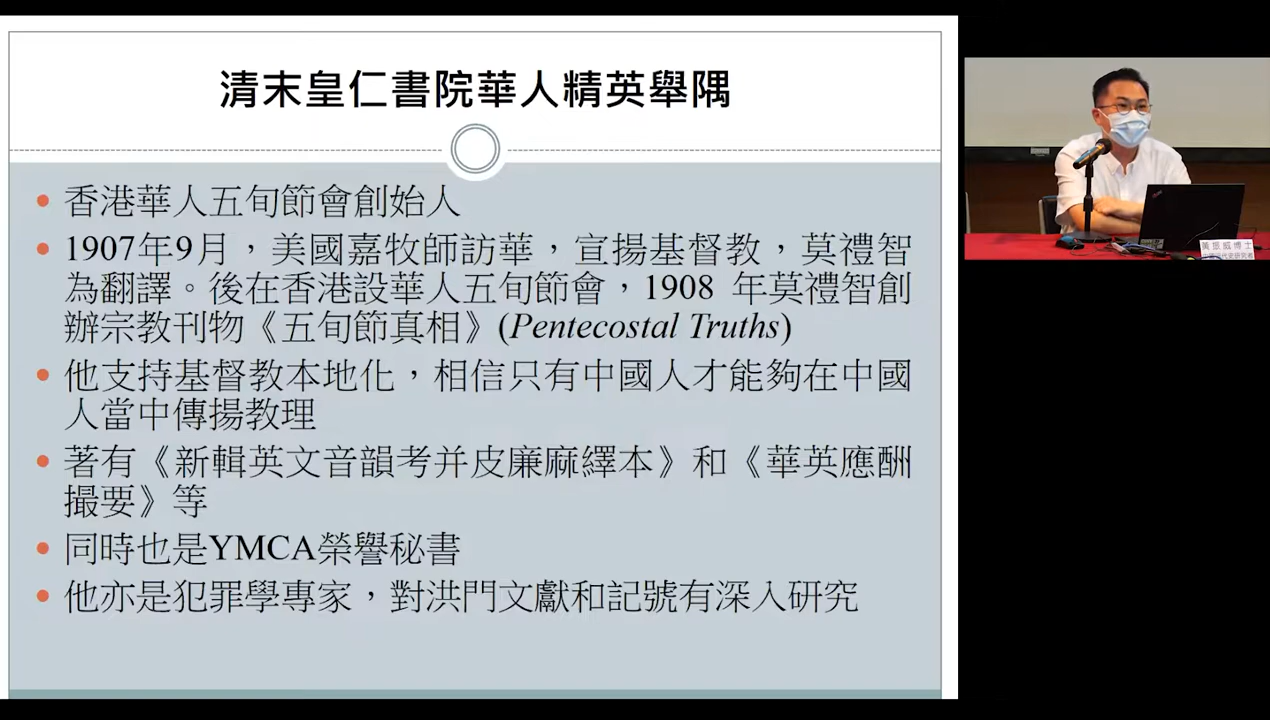 清末皇仁書院華人精英舉隅
香港華人五旬節會創始人
1907年9月，美國嘉牧師訪華，宣揚基督教，莫禮智
為翻譯。後在香港設華人五旬節會，1908 年莫禮智創
辦宗教刊物《五旬節真相》(Pentecostal Truths)
他支持基督教本地化，相信只有中國人才能夠在中國
人當中傳揚教理
著有《新輯英文音韻考并皮廉麻繹本》和《華英應酬
撮要》等
同時也是YMCA榮譽秘書
他亦是犯罪學專家，對洪門文獻和記號有深入研究
黃振威博士